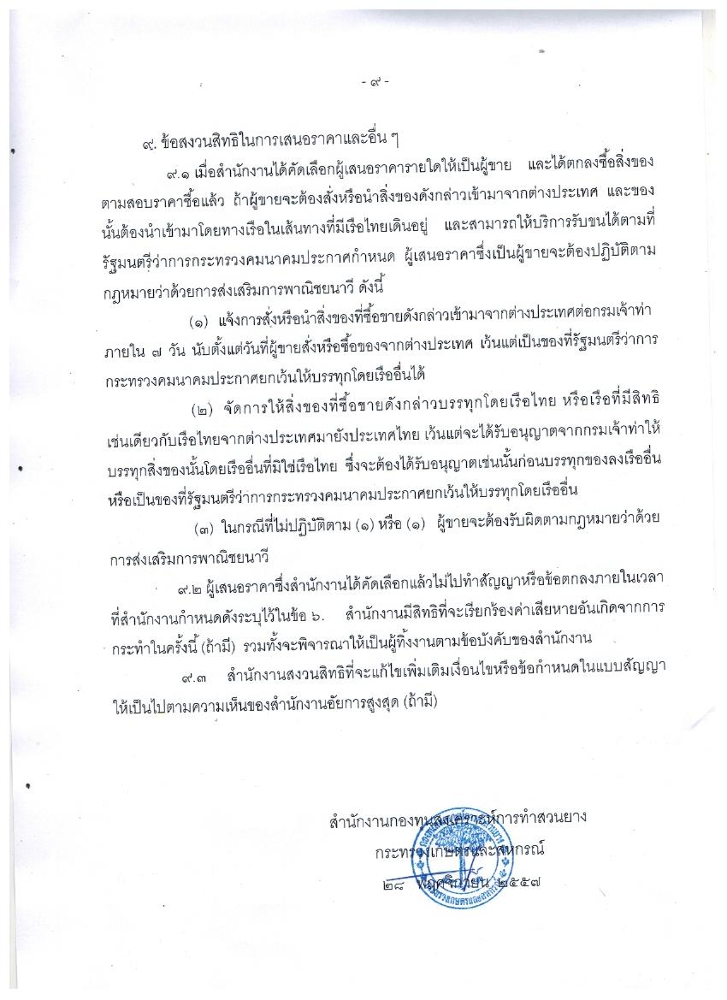 - ๙ -
๙. ข้อสงวนสิทธิในการเสนอราคาและอื่น ๆ
๙.๑ เมื่อสำนักงานได้คัดเลือกผู้เสนอราคารายใดให้เป็นผู้ขาย และได้ตกลงซื้อสิ่งของ
ตามสอบราคาซื้อแล้ว ถ้าผู้ขายจะต้องสั่งหรือนำสิ่งของดังกล่าวเข้ามาจากต่างประเทศ และของ
นั้นต้องนำเข้ามาโดยทางเรือในเส้นทางที่มีเรือไทยเดินอยู่ และสามารถให้บริการรับขนได้ตามที่
รัฐมนตรีว่าการกระทรวงคมนาคมประกาศกำหนด ผู้เสนอราคาซึ่งเป็นผู้ขายจะต้องปฏิบัติตาม
กฎหมายว่าด้วยการส่งเสริมการพาณิชยนาวี ดังนี้
(๑) แจ้งการสั่งหรือนำสิ่งของที่ซื้อขายดังกล่าวเข้ามาจากต่างประเทศต่อกรมเจ้าท่า
ภายใน ๗ วัน นับตั้งแต่วันที่ผู้ขายสั่งหรือซื้อของจากต่างประเทศ เว้นแต่เป็นของที่รัฐมนตรีว่าการ
กระทรวงคมนาคมประกาศยกเว้นให้บรรทุกโดยเรืออื่นได้
(๒) จัดการให้สิ่งของที่ซื้อขายดังกล่าวบรรทุกโดยเรือไทย หรือเรือที่มีสิทธิ
เช่นเดียวกับเรือไทยจากต่างประเทศมายังประเทศไทย เว้นแต่จะได้รับอนุญาตจากกรมเจ้าท่าให้
บรรทุกสิ่งของนั้นโดยเรืออื่นที่มิใช่เรือไทย ซึ่งจะต้องได้รับอนุญาตเช่นนั้นก่อนบรรทุกของลงเรืออื่น
หรือเป็นของที่รัฐมนตรีว่าการกระทรวงคมนาคมประกาศยกเว้นให้บรรทุกโดยเรืออื่น
(๓) ในกรณีที่ไม่ปฏิบัติตาม (๑) หรือ (๑) ผู้ขายจะต้องรับผิดตามกฎหมายว่าด้วย
การส่งเสริมการพาณิชยนาวี
๙.๒ ผู้เสนอราคาซึ่งสำนักงานได้คัดเลือกแล้วไม่ไปทำสัญญาหรือข้อตกลงภายในเวลา
ที่สำนักงานกำหนดดังระบุไว้ในข้อ ๖. สำนักงานมีสิทธิที่จะเรียกร้องค่าเสียหายอันเกิดจากการ
กระทำในครั้งนี้ (ถ้ามี) รวมทั้งจะพิจารณาให้เป็นผู้ทิ้งงานตามข้อบังคับของสำนักงาน
๙.๓ สำนักงานสงวนสิทธิที่จะแก้ไขเพิ่มเติมเงื่อนไขหรือข้อกำหนดในแบบสัญญา
ให้เป็นไปตามความเห็นของสำนักงานอัยการสูงสุด (ถ้ามี)
สำนักงานกองทุนสงเคราะห์การทำสวนยาง
กระทรวงเกษตรและสหกรณ์
๒๘ พฤศจิกายน ๒๕๕๗